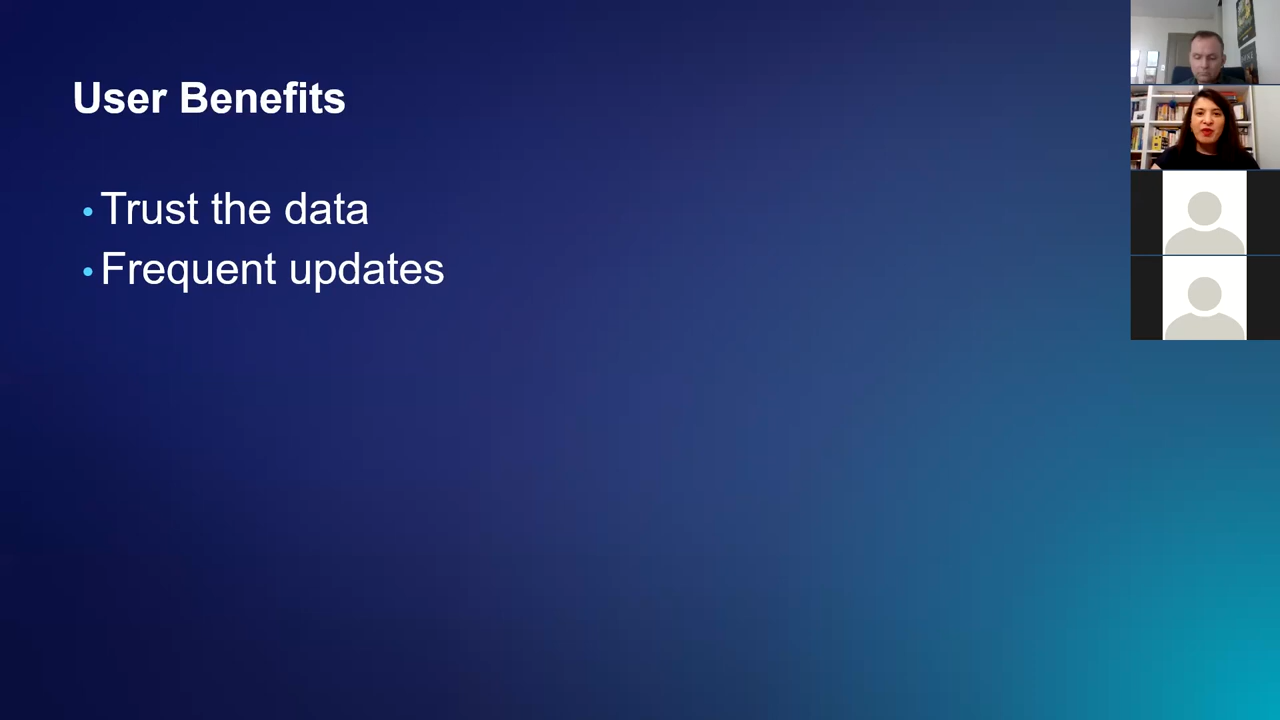 User Benefits
• Trust the data
• Frequent updates